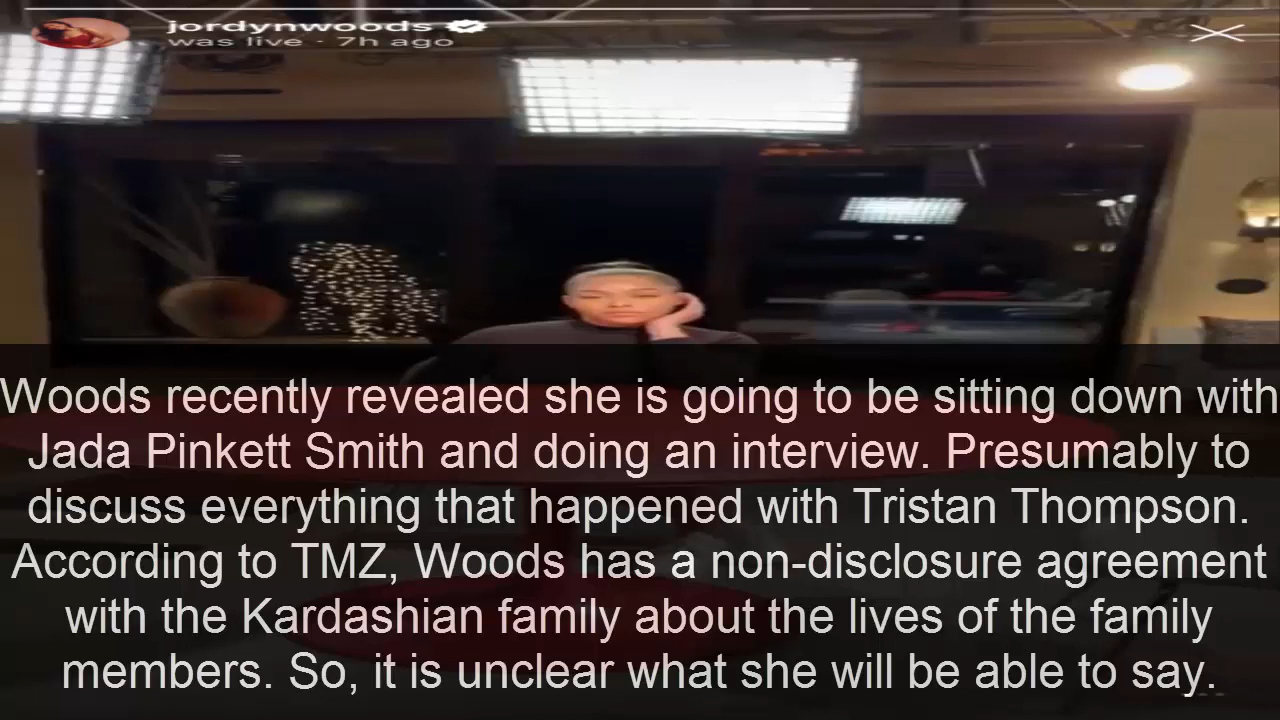 jordynwoods
was live · 7h ago
Woods recently revealed she is going to be sitting down with
Jada Pinkett Smith and doing an interview. Presumably to
discuss everything that happened with Tristan Thompson.
According to TMZ, Woods has a non-disclosure agreement
with the Kardashian family about the lives of the family
members. So, it is unclear what she will be able to say.